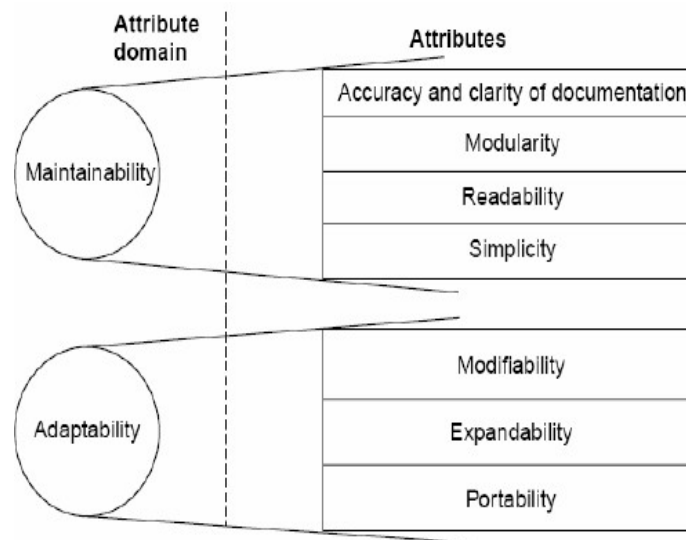 Attribute
domain
Attributes
Maintainability
Accuracy and clarity of documentation
Modularity
Readability
Simplicity
Adaptability
Modifiability
Expandability
Portability